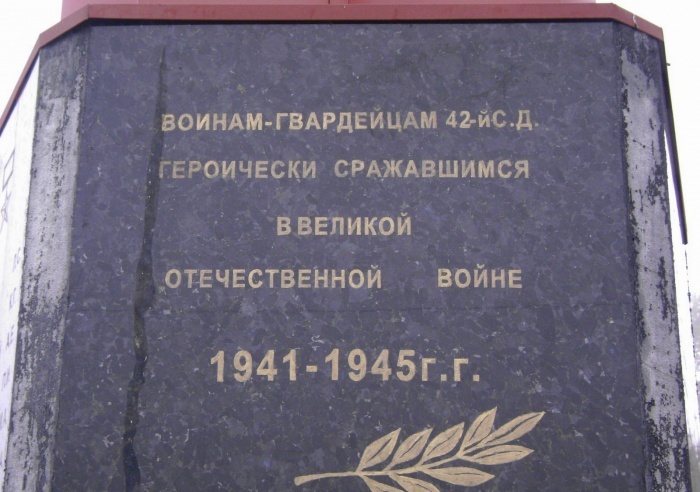 ВОИНАМ-ГВАРДЕЙЦАМ 42-йС.Д.
ГЕРОИЧЕСКИ СРАЖАВШИМСЯ
В ВЕЛИКОЙ
ОТЕЧЕСТВЕННОЙ ВОЙНЕ
1941-1945г.г.